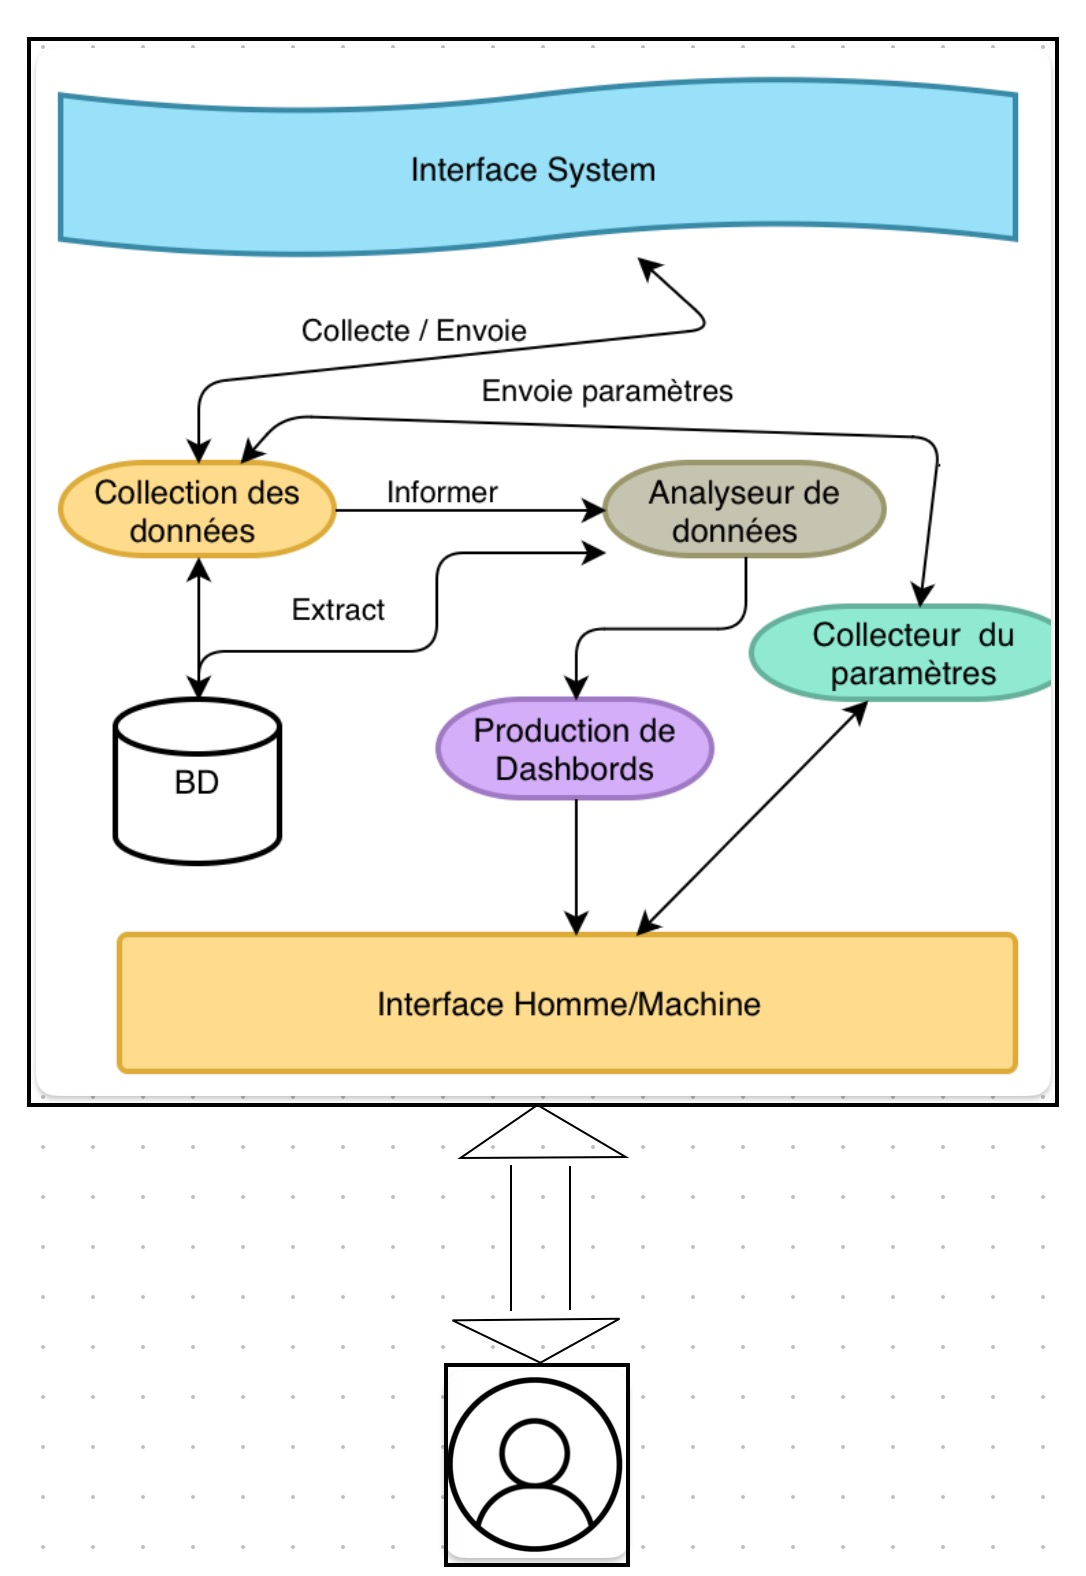 Interface System
Collecte / Envoie
Envoie paramètres
Collection des
données
Informer
Analyseur de
données
Extract
Collecteur  du
paramètres
Production de
Dashbords
BD
Interface Homme/Machine